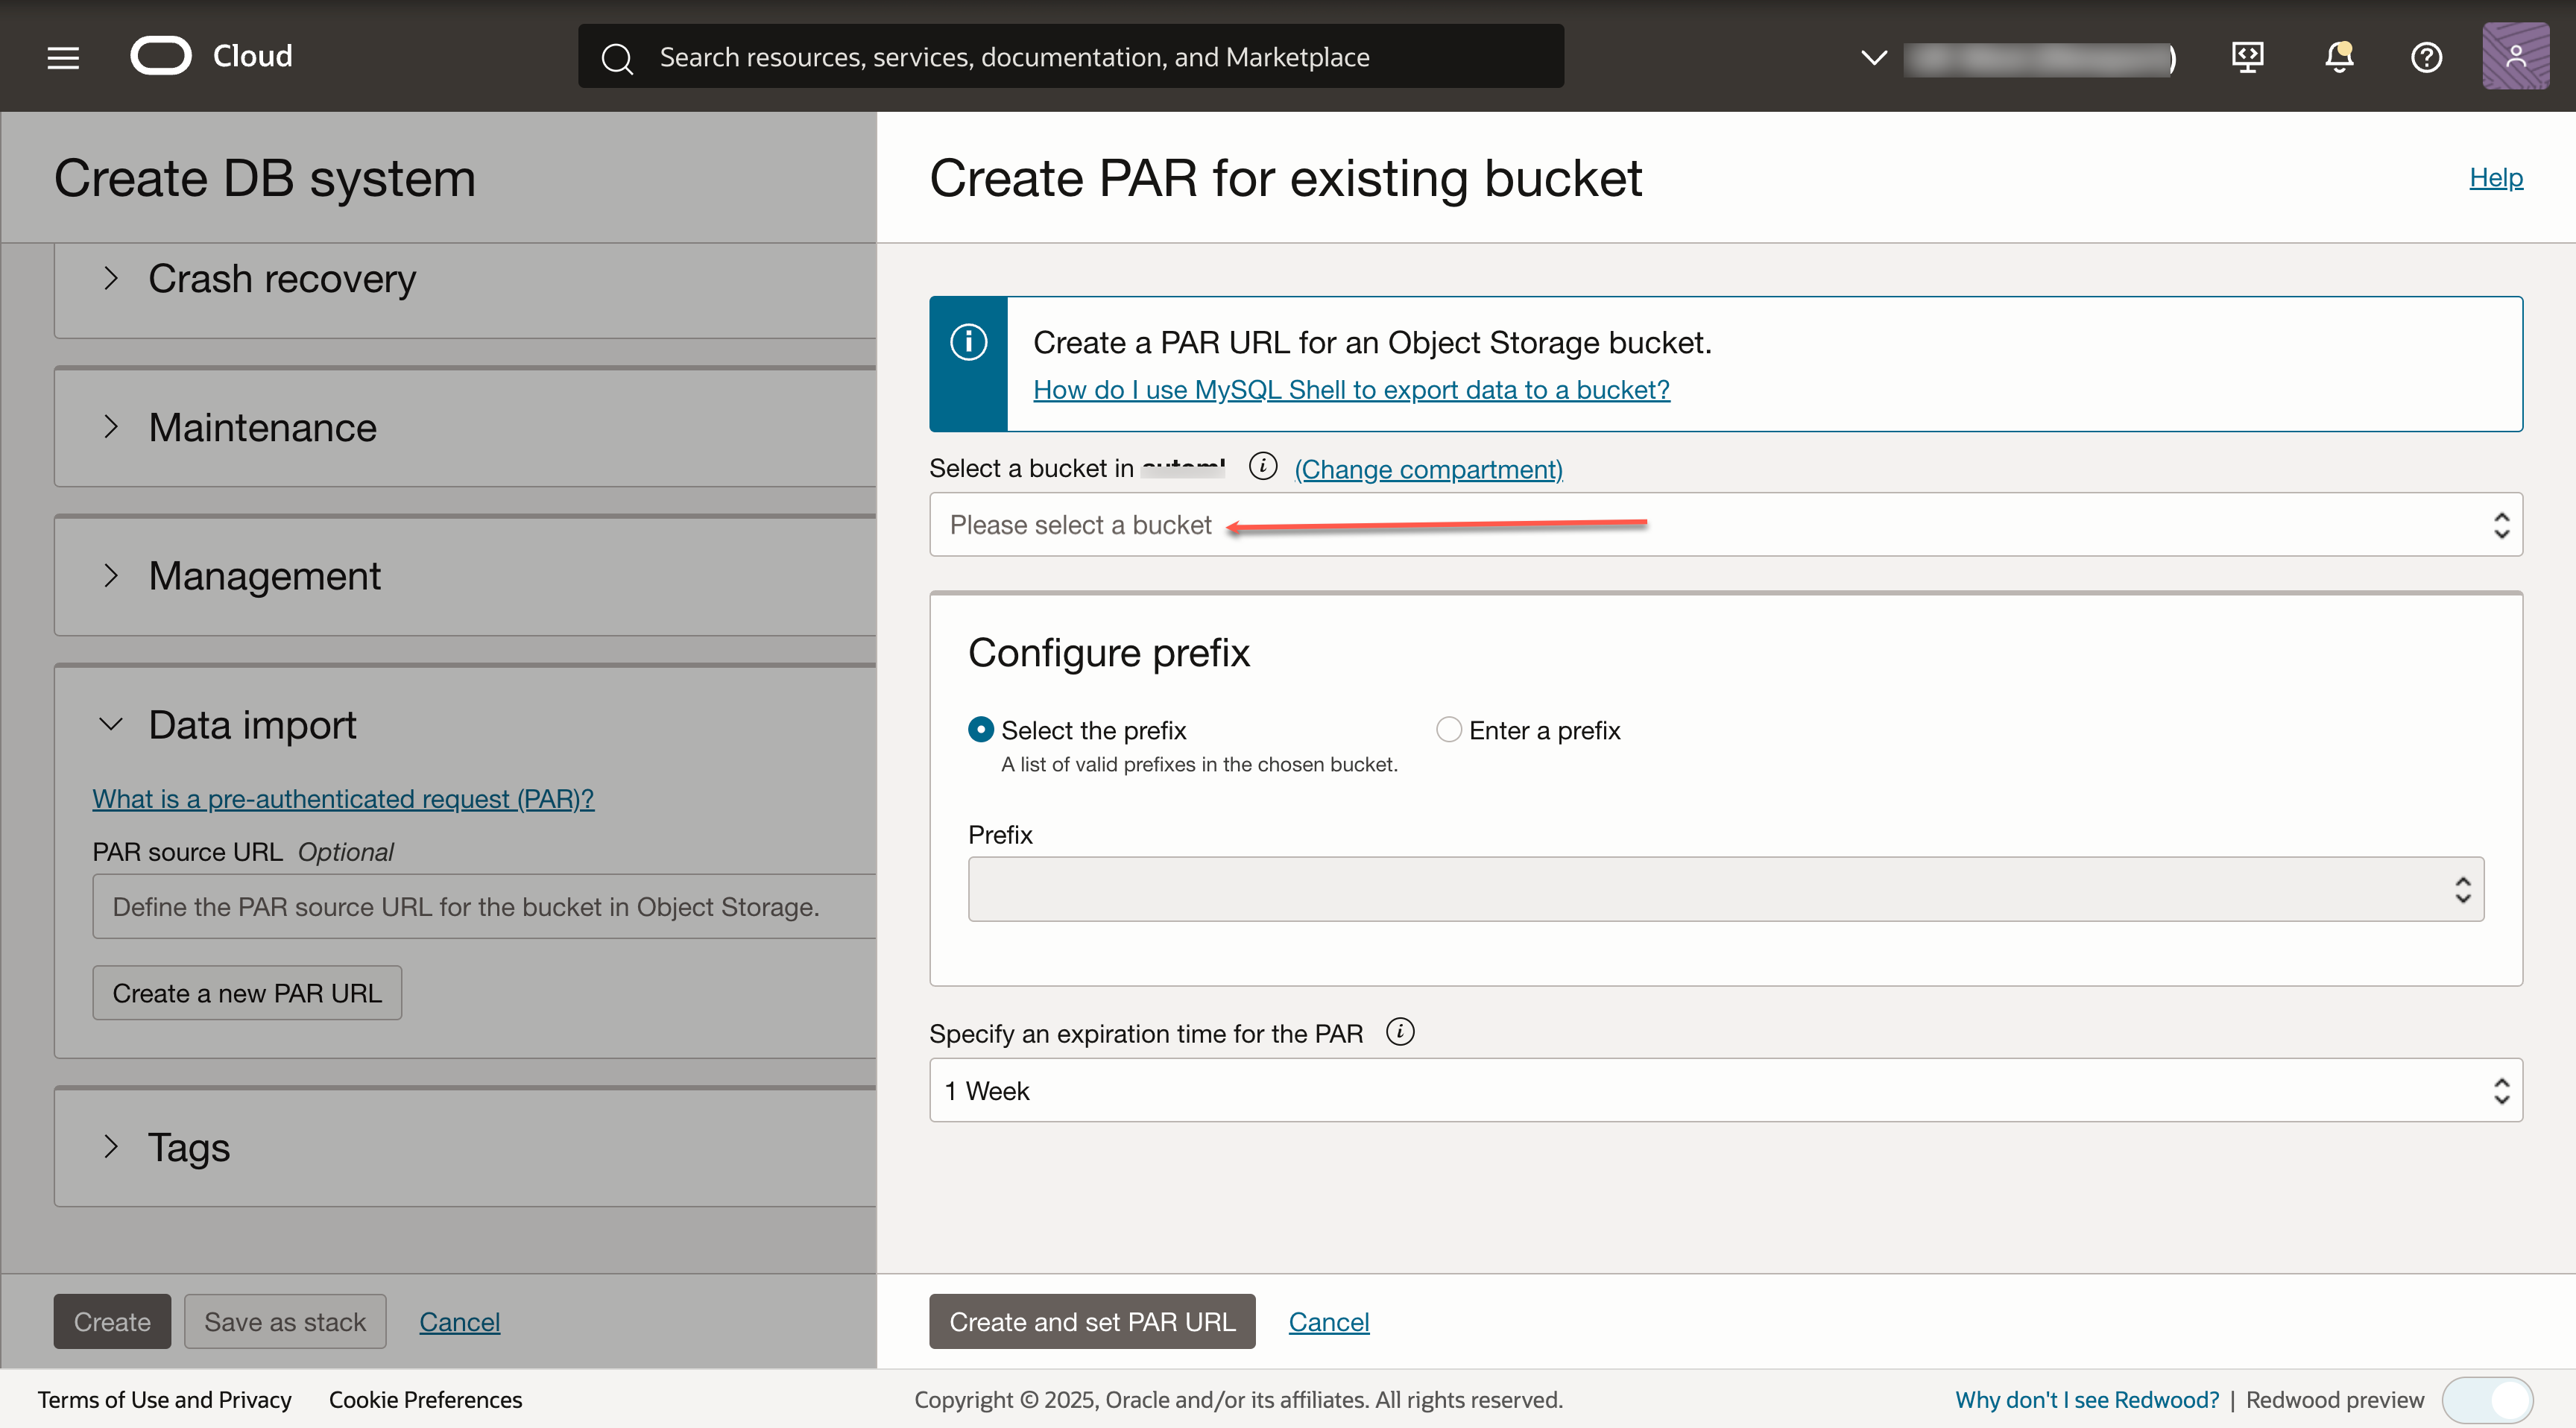 Cloud
Search resources, services, documentation, and Marketplace
Create DB system
Crash recovery
Maintenance
Management
Data import
What is a pre-authenticated request (PAR)?
PAR source URL Optional
Define the PAR source URL for the bucket in Object Storage.
Create a new PAR URL
Tags
Create
Save as stack
Cancel
Create PAR for existing bucket
Help
Create a PAR URL for an Object Storage bucket.
How do I use MySQL Shell to export data to a bucket?
Select a bucket in (Change compartment)
Please select a bucket
Configure prefix
Select the prefix
Enter a prefix
A list of valid prefixes in the chosen bucket.
Prefix
Specify an expiration time for the PAR
1 Week
Create and set PAR URL
Cancel
Terms of Use and Privacy
Cookie Preferences
Copyright © 2025, Oracle and/or its affiliates. All rights reserved.
Why don't I see Redwood? | Redwood preview